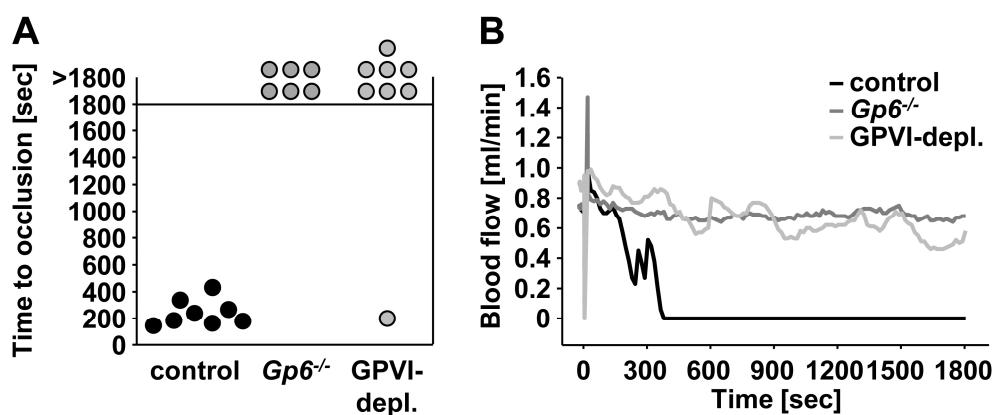 A
Time to occlusion [sec]
>1800
1800
1600
1400
1200
1000
800
600
400
200
0
control
Gp6-/-
GPVI-
depl.
B
Blood flow [ml/min]
1.6
1.4
1.2
1.0
0.8
0.6
0.4
0.2
0
control
Gp6-/-
GPVI-depl.
0 300 600 900 1200 1500 1800
Time [sec]